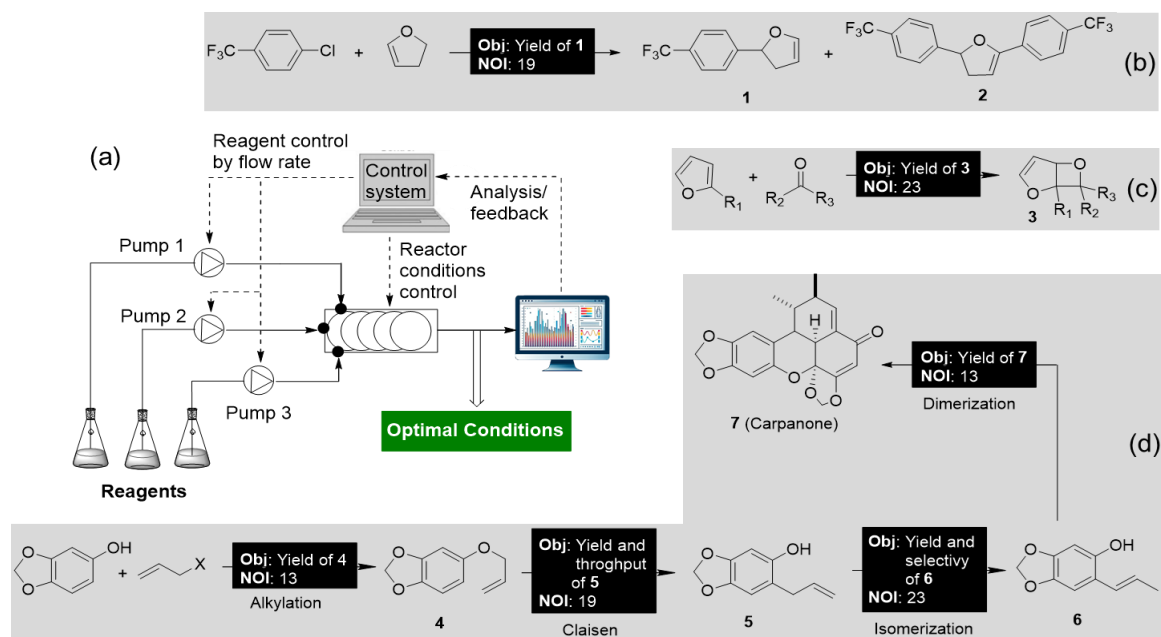 F₃C
Cl
+
O
Obj: Yield of 1
NOI: 19
F₃C
O
1
+
F₃C
O
CF₃
2
(b)
(a)
Reagent control
by flow rate
Control
system
Analysis/
feedback
Reactor
conditions
control
Pump 1
Pump 2
Pump 3
Reagents
Optimal Conditions
O
R₁
+
O
R₂
R₃
Obj: Yield of 3
NOI: 23
O
O
R₃
R₁
R₂
3
(c)
H
O
O
O
O
O
O
7 (Carpanone)
Obj: Yield of 7
NOI: 13
Dimerization
(d)
O
O
OH
+
X
Obj: Yield of 4
NOI: 13
Alkylation
O
O
O
4
Obj: Yield and
throghput
of 5
NOI: 19
Claisen
O
O
OH
5
Obj: Yield and
selectivy
of 6
NOI: 23
Isomerization
O
O
OH
6